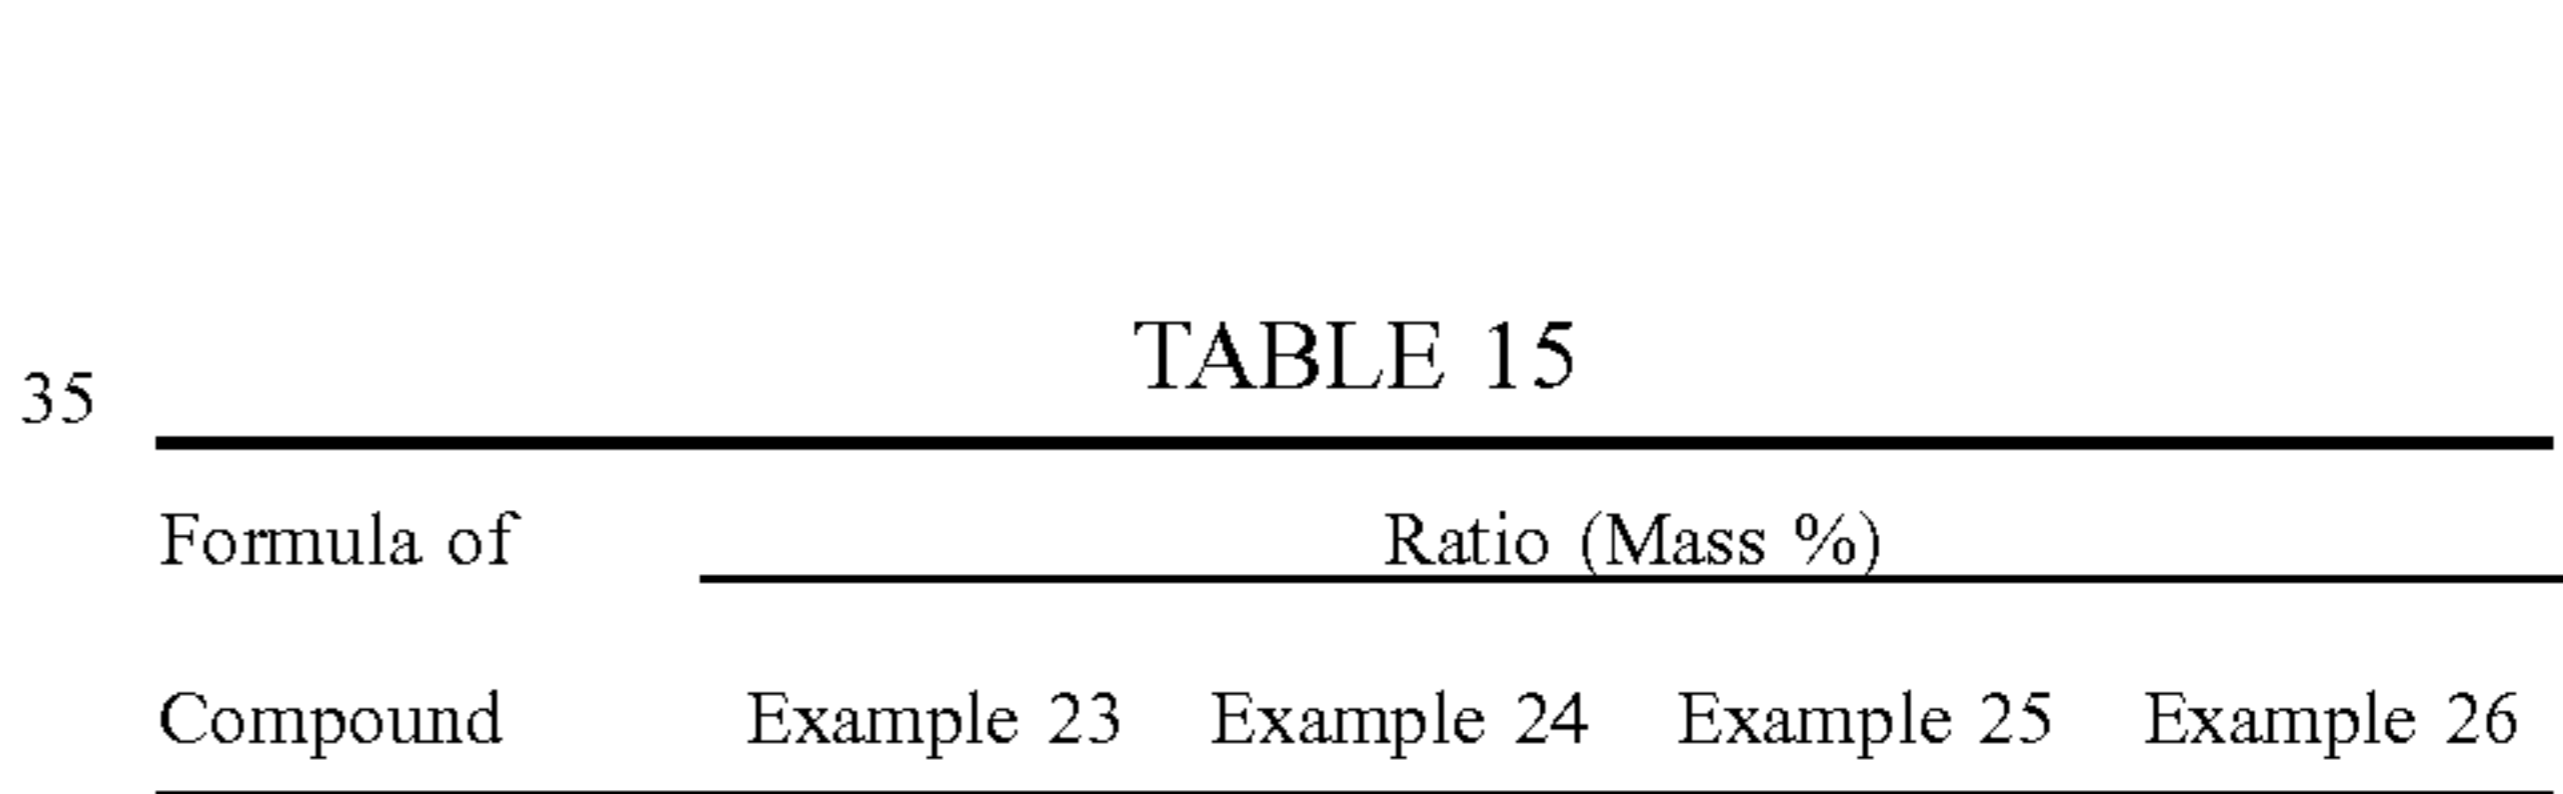 TABLE 15
35
Formula of Ratio (Mass %)
Compound Example 23 Example 24 Example 25 Example 26